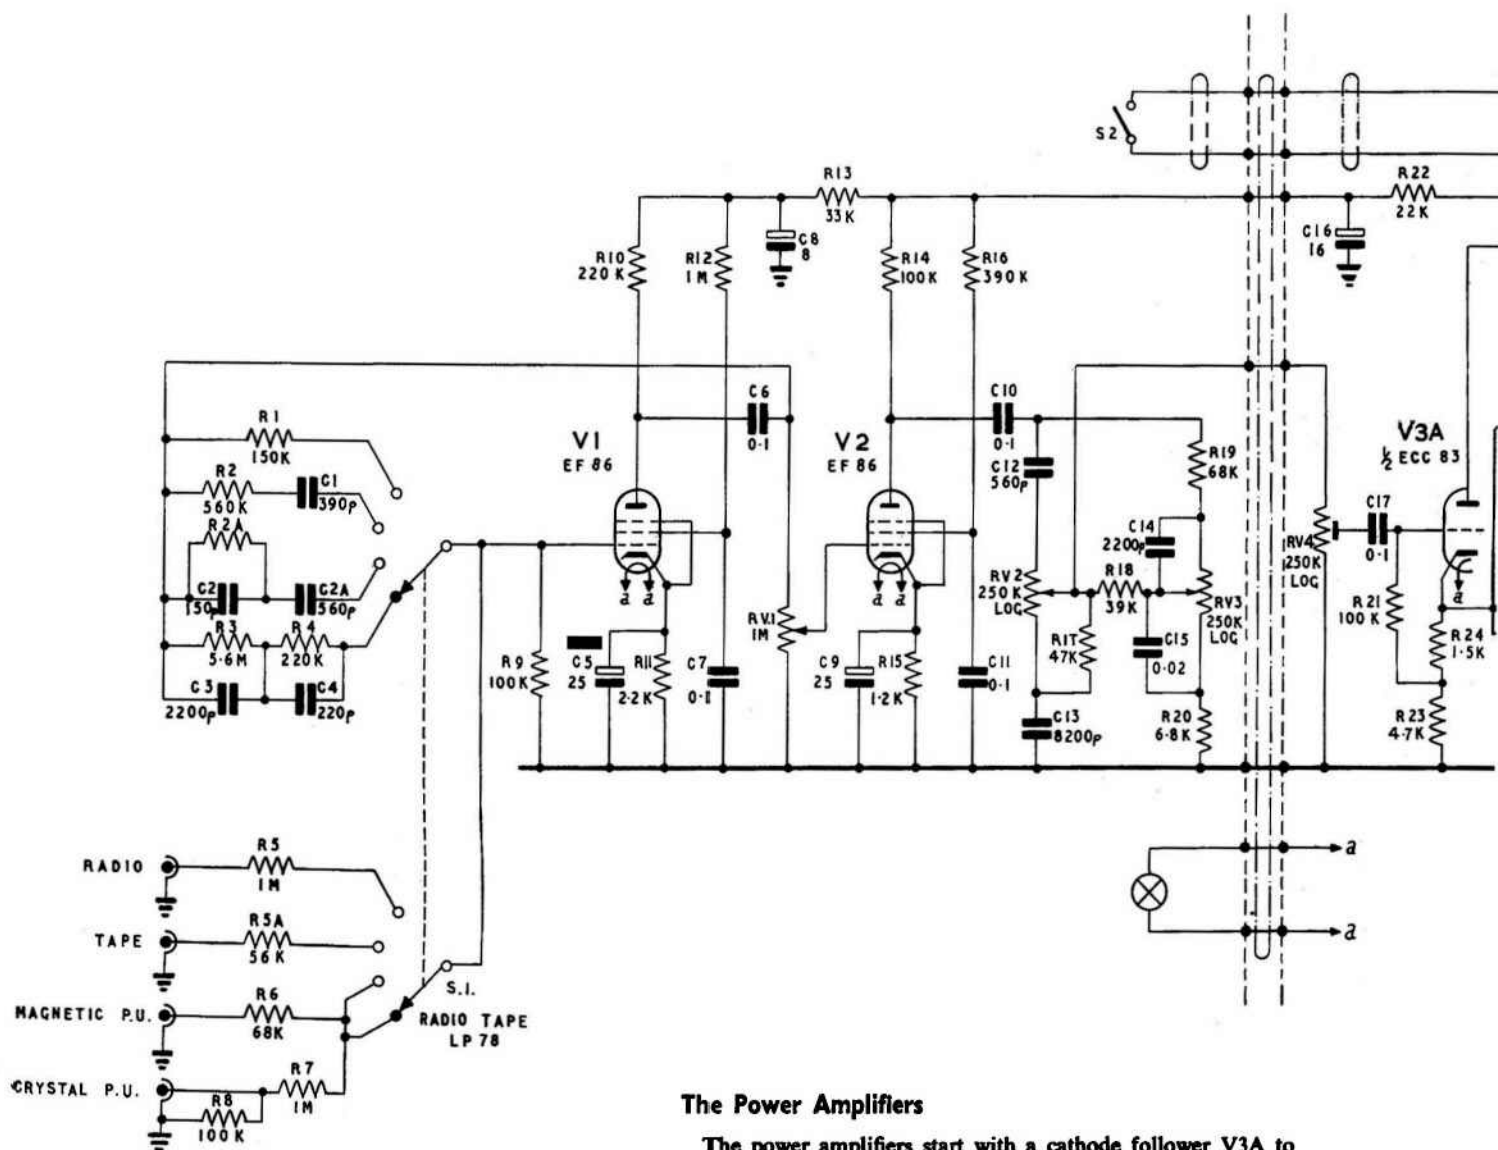 S2
R13
33K
R22
22K
C8
8
C16
16
R10
220K
R12
1M
R14
100K
R16
390K
R1
150K
R2
560K
C1
390p
R2A
C2
150p
C2A
560p
R3
5.6M
R4
220K
C3
2200p
C4
220p
V1
EF 86
C6
0·1
V2
EF 86
C10
0·1
C12
560p
R19
68K
V3A
½ ECC 83
C14
2200p
C17
0·1
RV4
250K
LOG
RV2
250K
LOG
R18
39K
RV3
250K
LOG
R17
47K
C15
0·02
R21
100K
R24
1·5K
R9
100K
C5
25
R11
2·2K
C7
0·1
RV.1
1M
C9
25
R15
1·2K
C11
0·1
C13
8200p
R20
6·8K
R23
4·7K
a a
a a
a
RADIO
R5
1M
TAPE
R5A
56K
MAGNETIC P.U.
R6
68K
S.I.
RADIO TAPE
LP 78
CRYSTAL P.U.
R7
1M
R8
100K
a
a
The Power Amplifiers
The power amplifiers start with a cathode follower V3A to